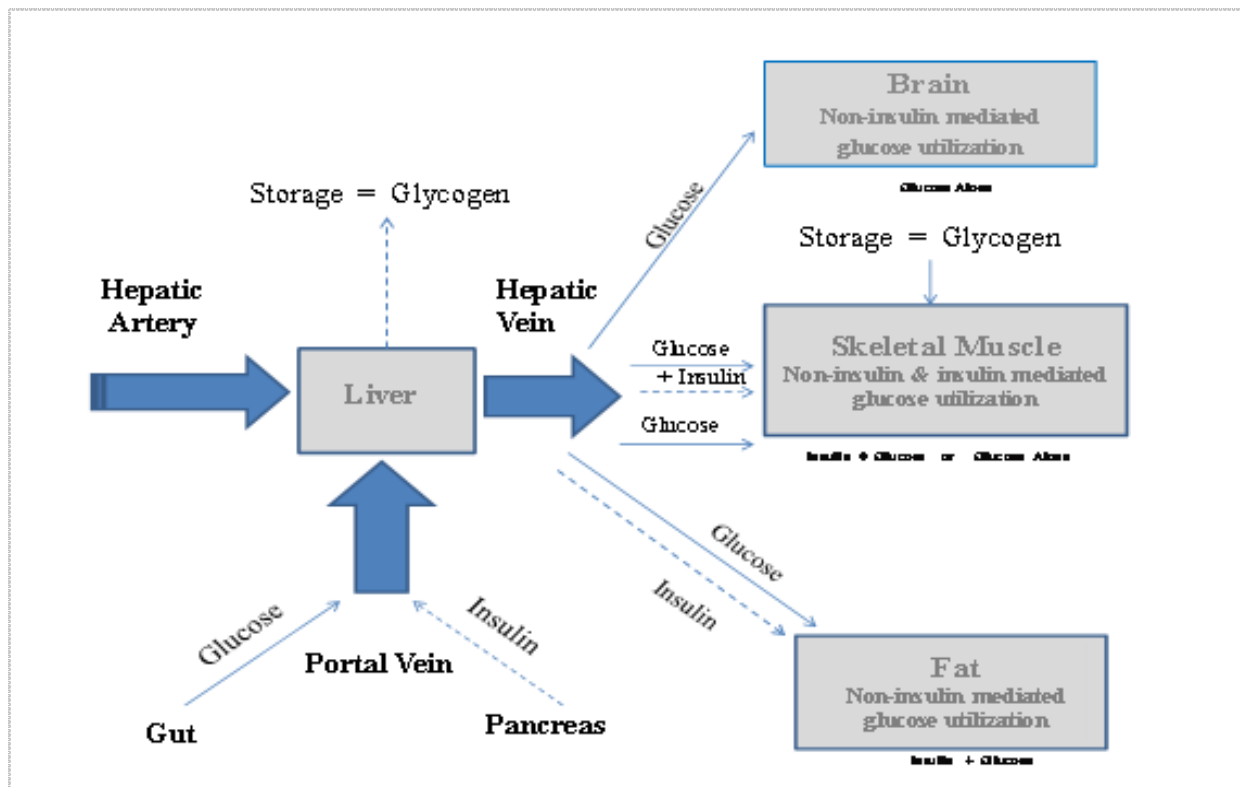 Brain
Non-insulin mediated
glucose utilization
Glucose Alone
Storage = Glycogen
Glucose
Storage = Glycogen
Hepatic
Artery
Hepatic
Vein
Glucose
+ Insulin
Glucose
Skeletal Muscle
Non-insulin & insulin mediated
glucose utilization
Insulin + Glucose or Glucose Alone
Liver
Glucose
Insulin
Glucose
Insulin
Portal Vein
Gut
Pancreas
Fat
Non-insulin mediated
glucose utilization
Insulin + Glucose